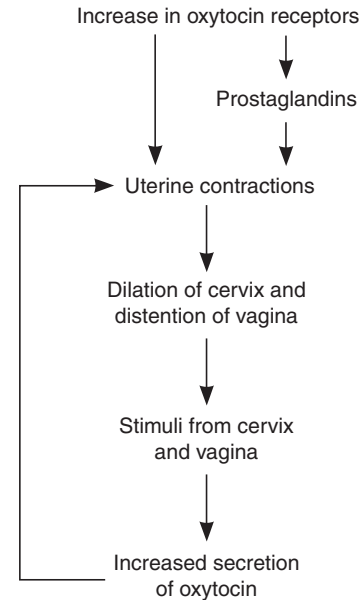 Increase in oxytocin receptors
Prostaglandins
Uterine contractions
Dilation of cervix and
distention of vagina
Stimuli from cervix
and vagina
Increased secretion
of oxytocin